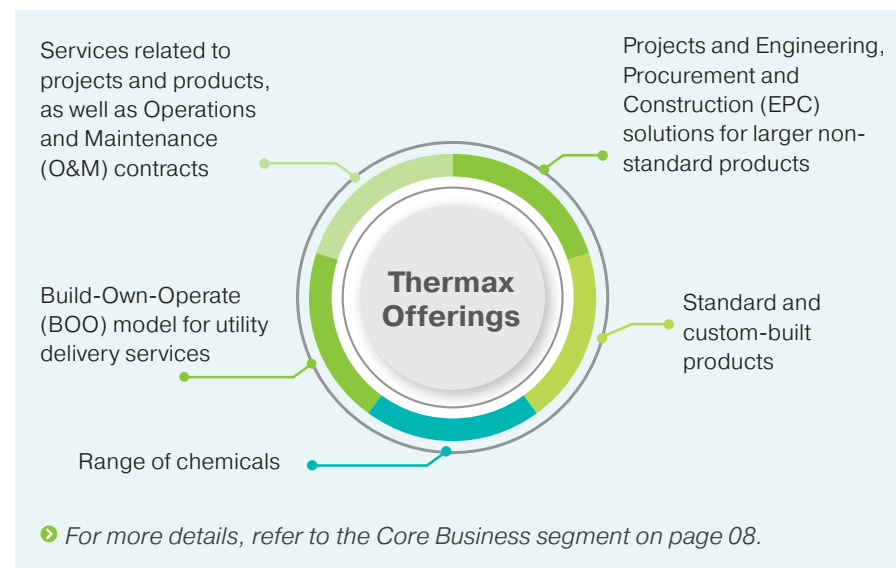 Services related to
projects and products,
as well as Operations
and Maintenance
(O&M) contracts
Projects and Engineering,
Procurement and
Construction (EPC)
solutions for larger non-
standard products
Thermax
Offerings
Build-Own-Operate
(BOO) model for utility
delivery services
Standard and
custom-built
products
Range of chemicals
For more details, refer to the Core Business segment on page 08.